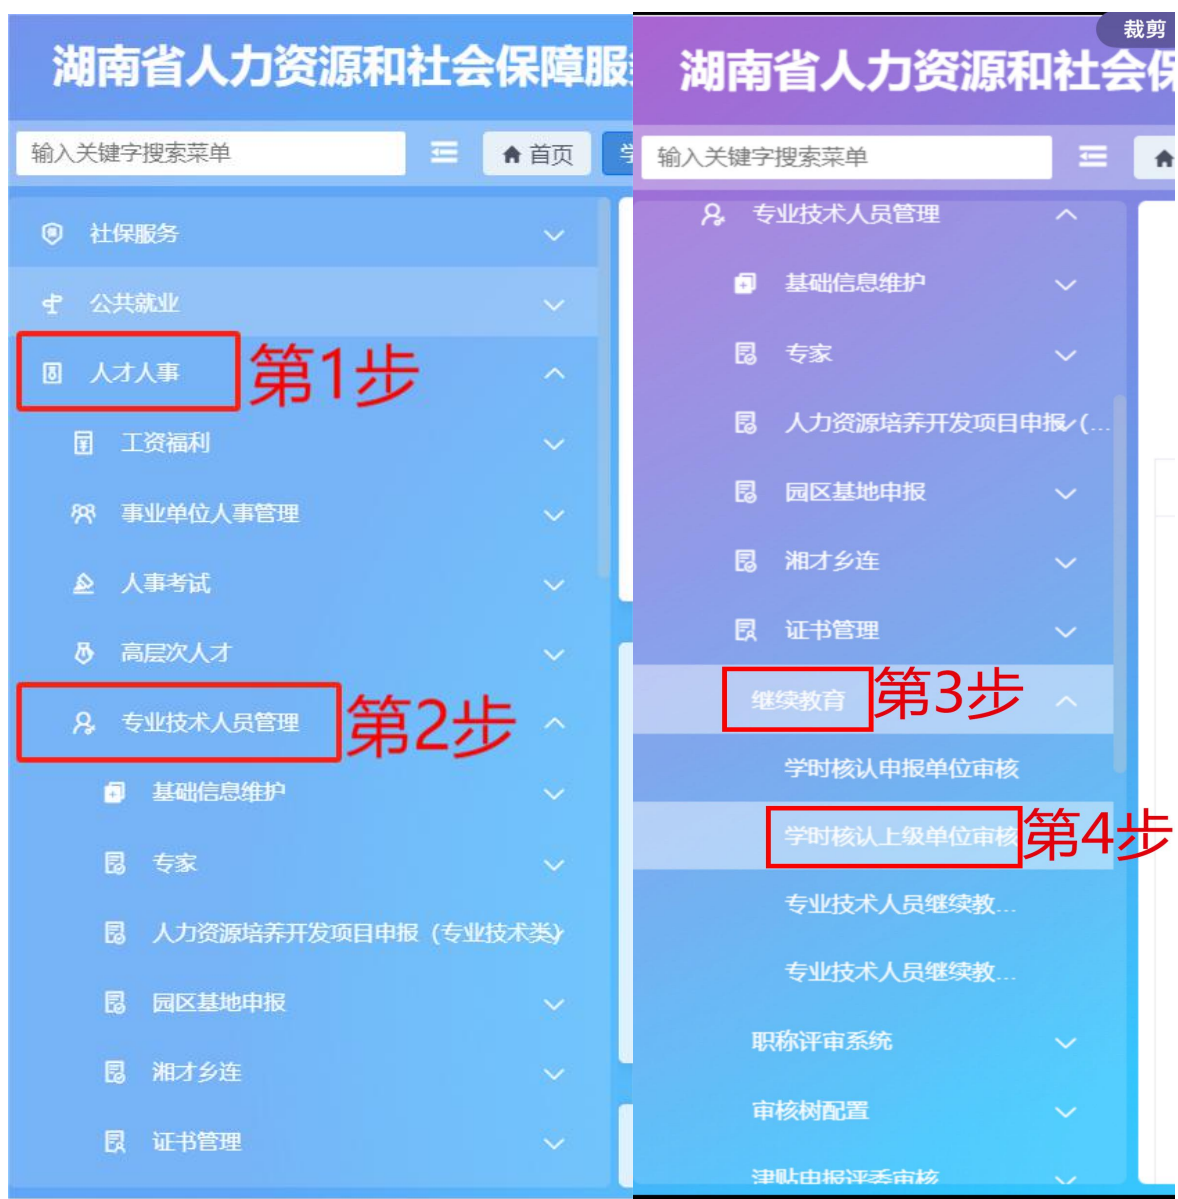 湖南省人力资源和社会保障服
输入关键字搜索菜单
首页
学
社保服务
公共就业
人才人事
第1步
工资福利
事业单位人事管理
人事考试
高层次人才
专业技术人员管理
第2步
基础信息维护
专家
人力资源培养开发项目申报（专业技术类）
园区基地申报
湘才乡连
证书管理
裁剪
湖南省人力资源和社会保
输入关键字搜索菜单
专业技术人员管理
基础信息维护
专家
人力资源培养开发项目申报（...
园区基地申报
湘才乡连
证书管理
继续教育
第3步
学时核认申报单位审核
学时核认上级单位审核
第4步
专业技术人员继续教...
专业技术人员继续教...
职称评审系统
审核树配置
津贴申报评委审核